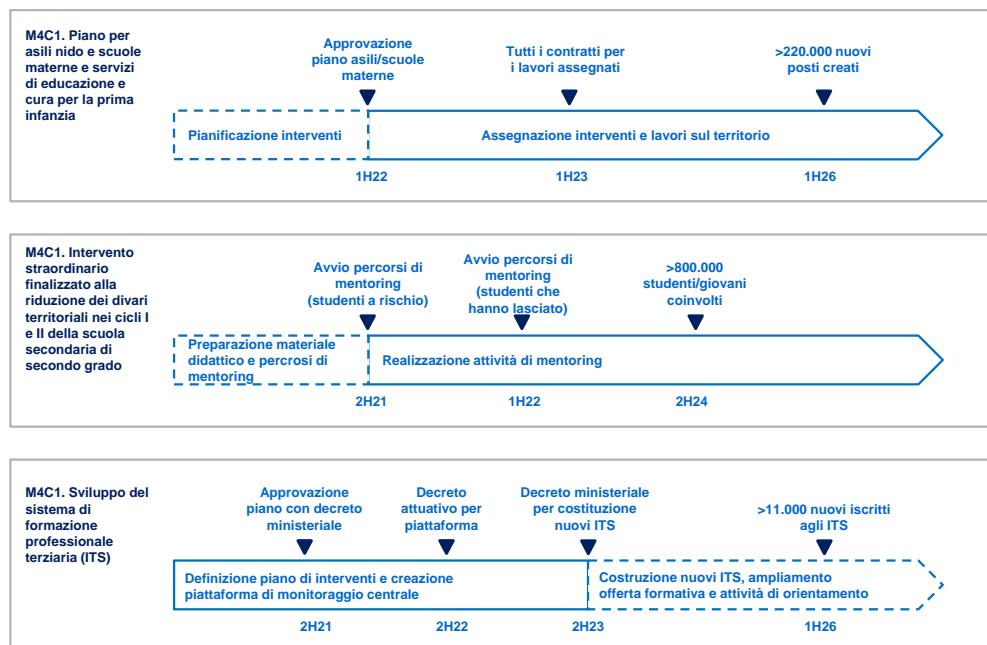 M4C1. Piano per
asili nido e scuole
materne e servizi
di educazione e
cura per la prima
infanzia
Approvazione
piano asili/scuole
materne
Tutti i contratti per
i lavori assegnati
>220.000 nuovi
posti creati
Pianificazione interventi
Assegnazione interventi e lavori sul territorio
1H22
1H23
1H26
M4C1. Intervento
straordinario
finalizzato alla
riduzione dei divari
territoriali nei cicli I
e II della scuola
secondaria di
secondo grado
Avvio percorsi di
mentoring
(studenti a rischio)
Avvio percorsi di
mentoring
(studenti che
hanno lasciato)
>800.000
studenti/giovani
coinvolti
Preparazione materiale
didattico e percrosi di
mentoring
Realizzazione attività di mentoring
2H21
1H22
2H24
M4C1. Sviluppo del
sistema di
formazione
professionale
terziaria (ITS)
Approvazione
piano con decreto
ministeriale
Decreto
attuativo per
piattaforma
Decreto ministeriale
per costituzione
nuovi ITS
>11.000 nuovi iscritti
agli ITS
Definizione piano di interventi e creazione
piattaforma di monitoraggio centrale
Costruzione nuovi ITS, ampliamento
offerta formativa e attività di orientamento
2H21
2H22
2H23
1H26